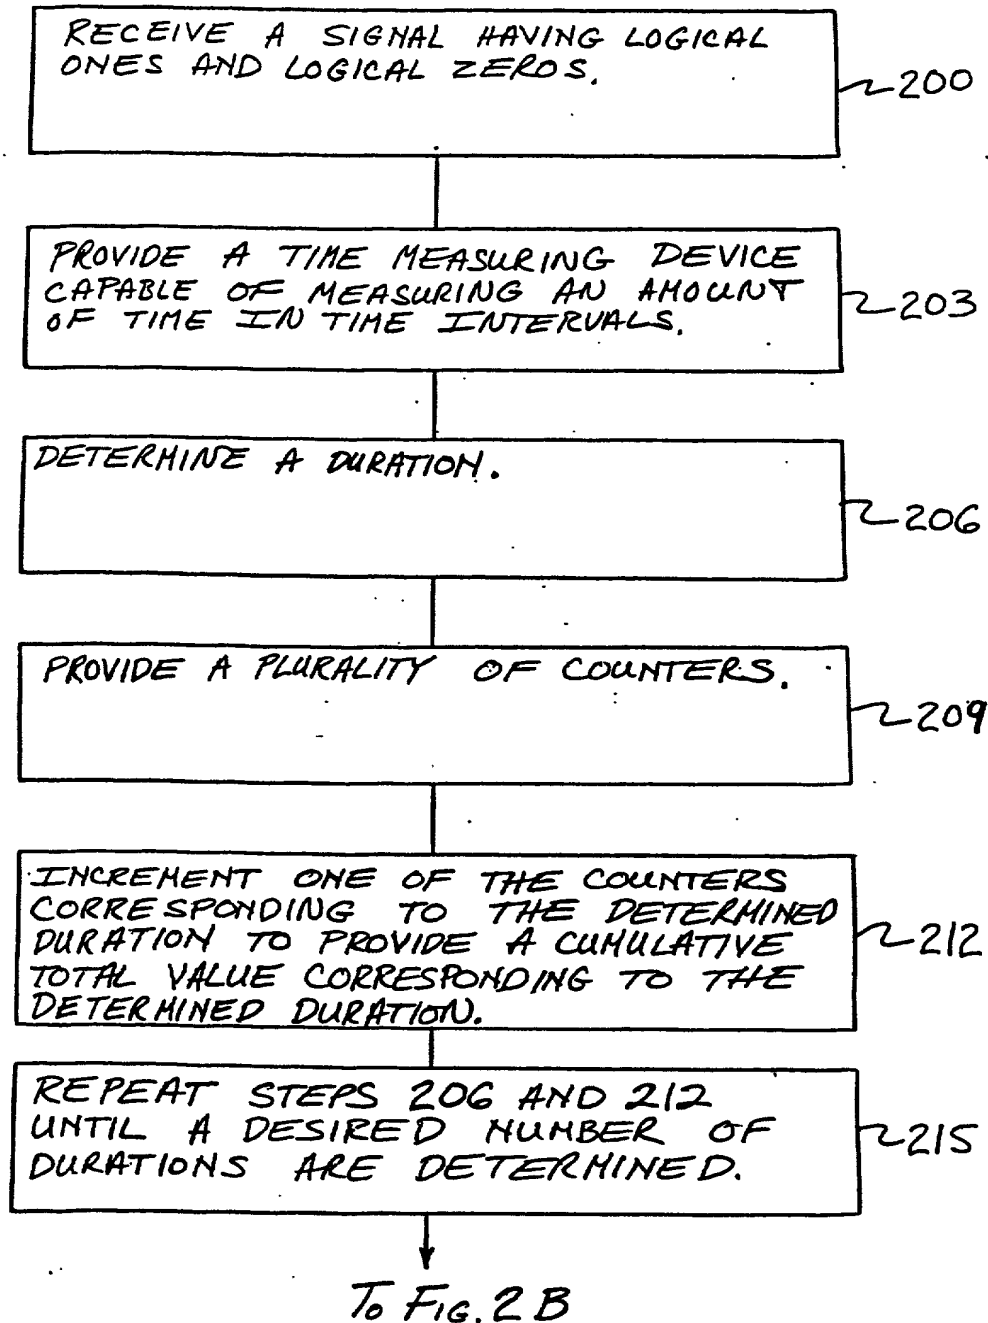 RECEIVE A SIGNAL HAVING LOGICAL
ONES AND LOGICAL ZEROS.
200
PROVIDE A TIME MEASURING DEVICE
CAPABLE OF MEASURING AN AMOUNT
OF TIME IN TIME INTERVALS.
203
DETERMINE A DURATION.
206
PROVIDE A PLURALITY OF COUNTERS.
209
INCREMENT ONE OF THE COUNTERS
CORRESPONDING TO THE DETERMINED
DURATION TO PROVIDE A CUMULATIVE
TOTAL VALUE CORRESPONDING TO THE
DETERMINED DURATION.
212
REPEAT STEPS 206 AND 212
UNTIL A DESIRED NUMBER OF
DURATIONS ARE DETERMINED.
215
TO FIG. 2B